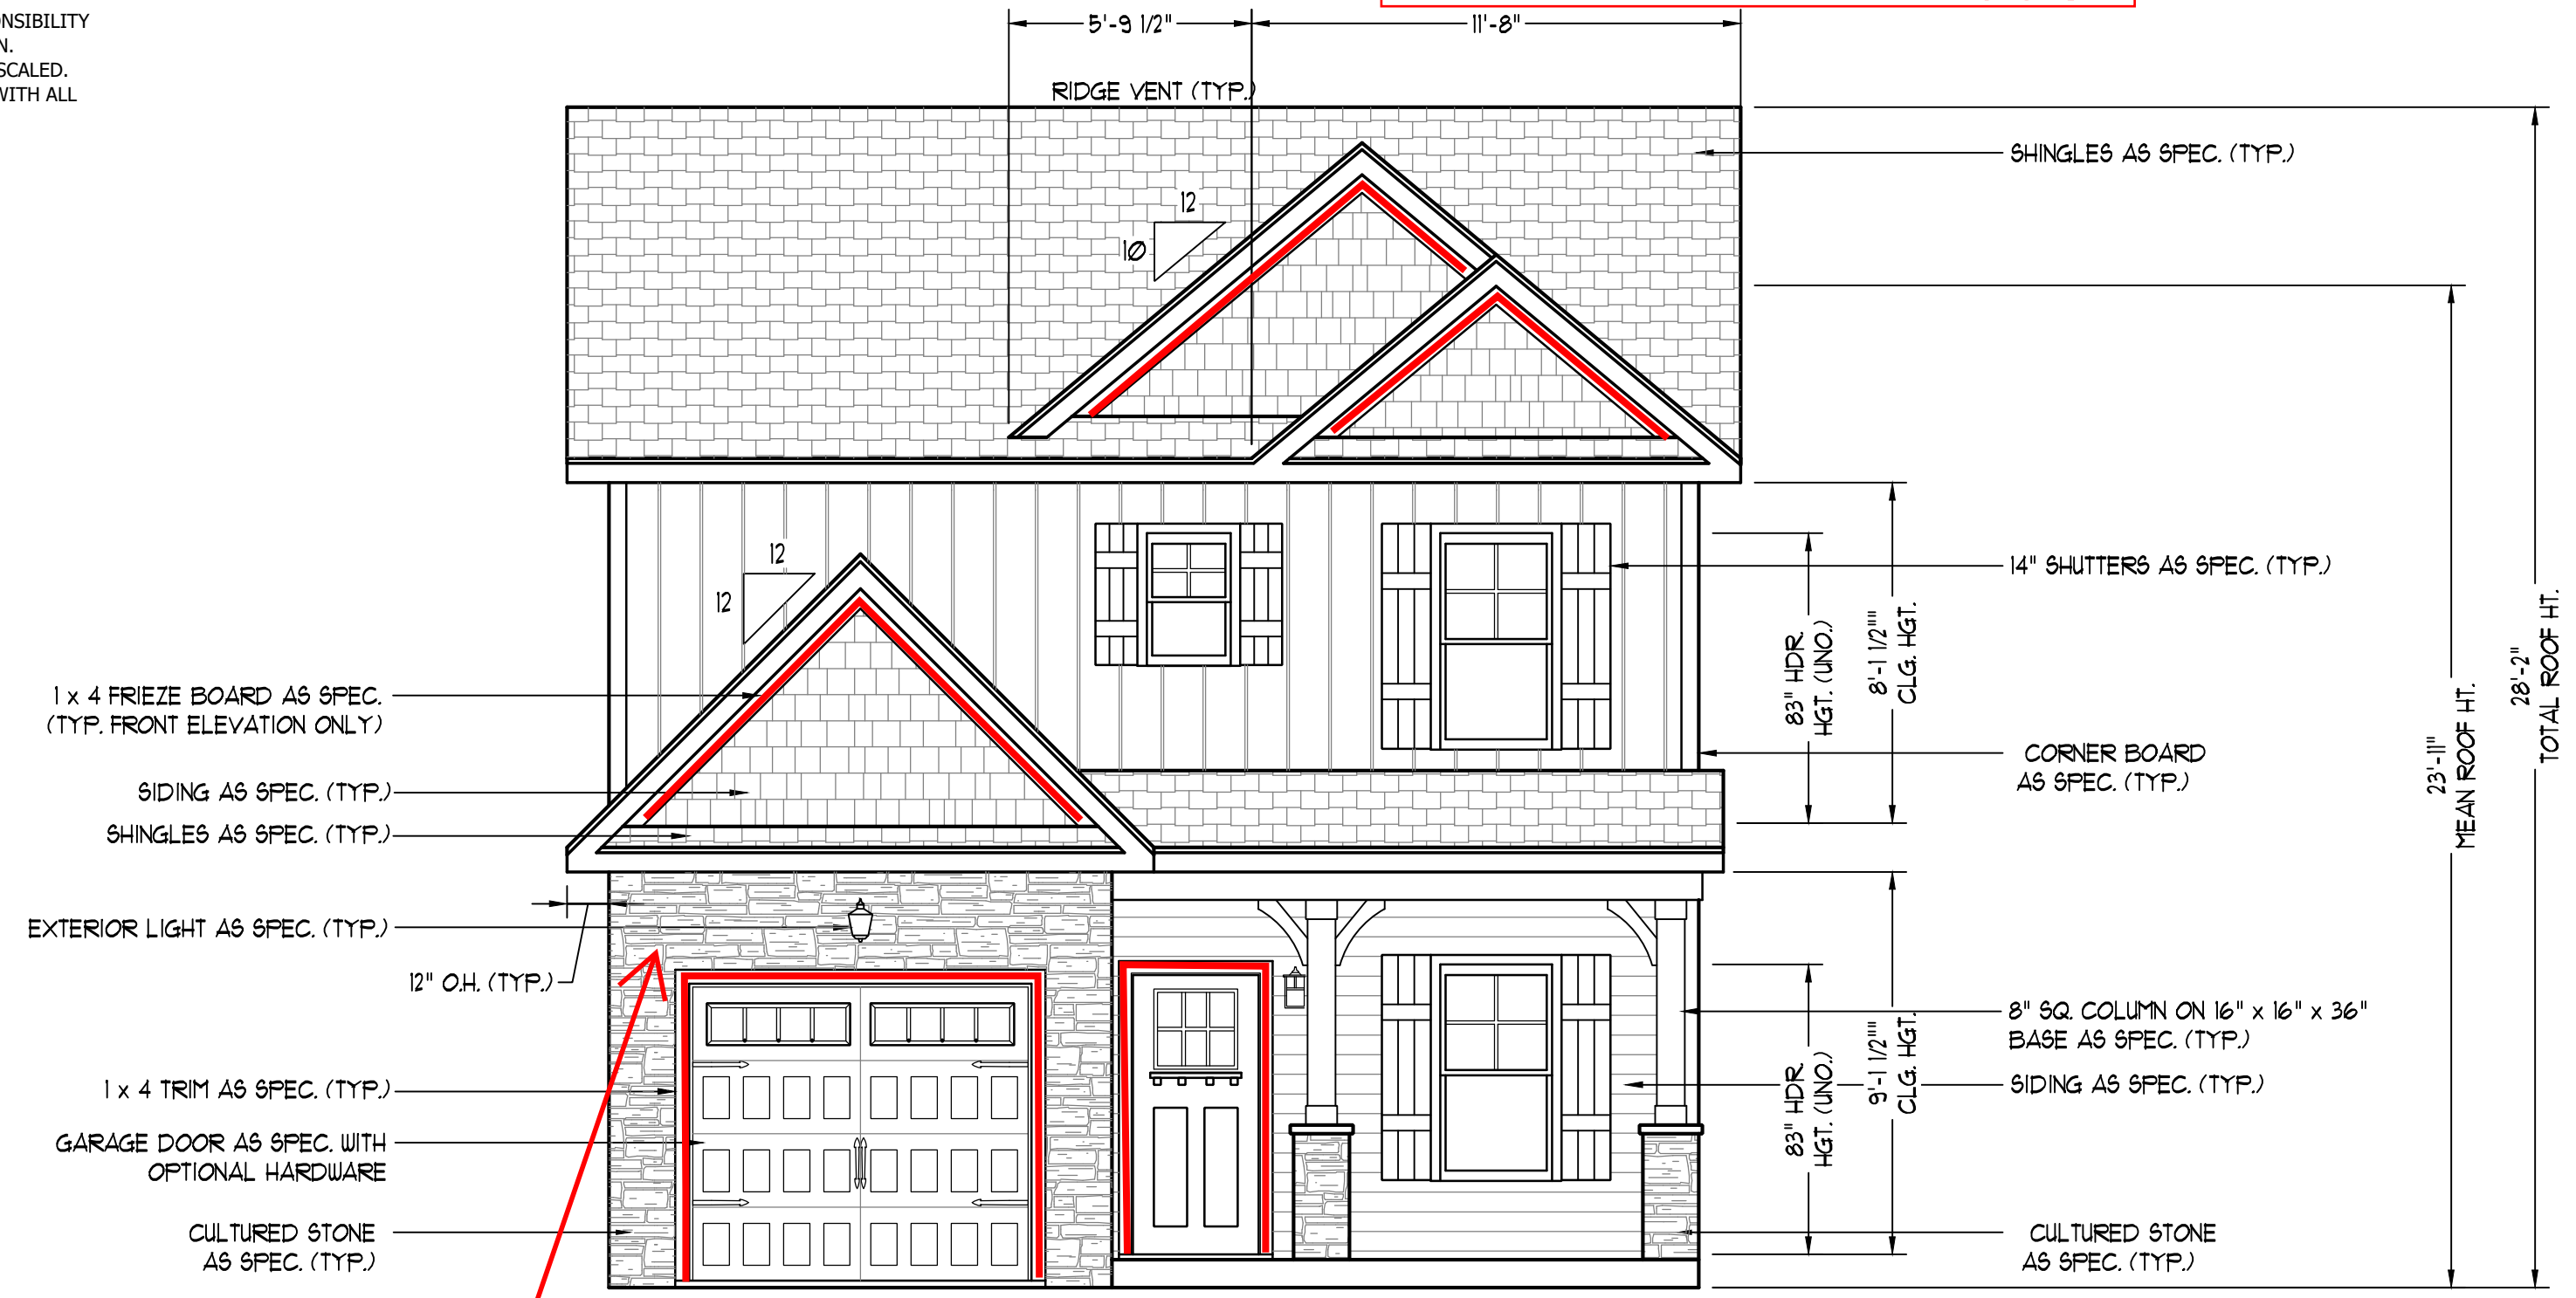 NSIBILITY
N.
SCALED.
WITH ALL
5'-9 1/2"
11'-8"
RIDGE VENT (TYP.)
SHINGLES AS SPEC. (TYP.)
12
10
14" SHUTTERS AS SPEC. (TYP.)
12
12
1 x 4 FRIEZE BOARD AS SPEC.
(TYP. FRONT ELEVATION ONLY)
83" HDR.
HGT. (UNO.)
8'-1 1/2""
CLG. HGT.
28'-2"
TOTAL ROOF HT.
23'-11"
MEAN ROOF HT.
CORNER BOARD
AS SPEC. (TYP.)
SIDING AS SPEC. (TYP.)
SHINGLES AS SPEC. (TYP.)
EXTERIOR LIGHT AS SPEC. (TYP.)
12" O.H. (TYP.)
8" SQ. COLUMN ON 16" x 16" x 36"
BASE AS SPEC. (TYP.)
83" HDR.
HGT. (UNO.)
9'-1 1/2""
CLG. HGT.
1 x 4 TRIM AS SPEC. (TYP.)
SIDING AS SPEC. (TYP.)
GARAGE DOOR AS SPEC. WITH
OPTIONAL HARDWARE
CULTURED STONE
AS SPEC. (TYP.)
CULTURED STONE
AS SPEC. (TYP.)